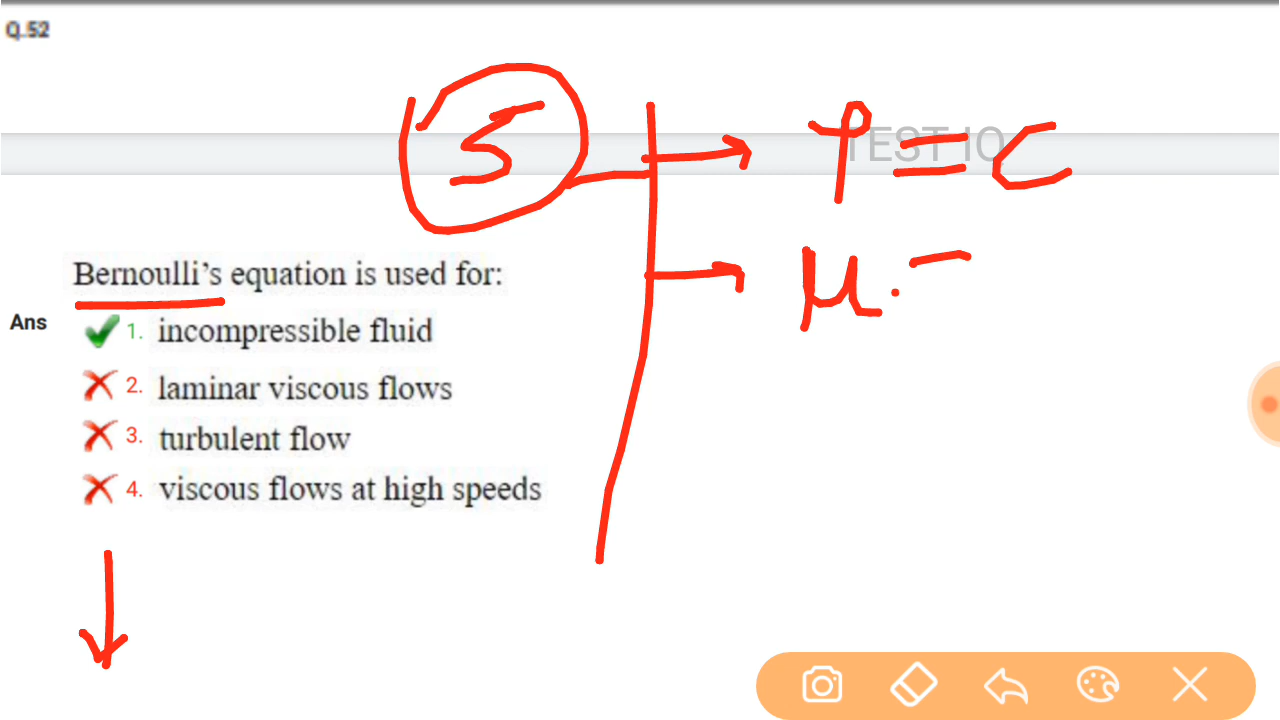 Q.52
TEST IO
5
ρ = C
μ . -
Bernoulli's equation is used for:
Ans
1. incompressible fluid
2. laminar viscous flows
3. turbulent flow
4. viscous flows at high speeds